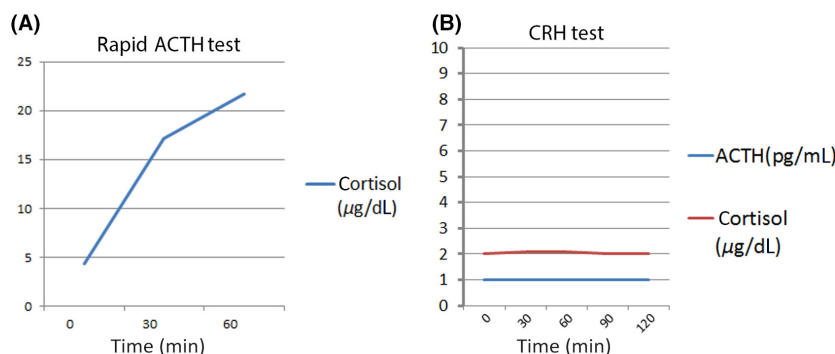 (A)
Rapid ACTH test
25
20
15
10
5
0
0 30 60
Time (min)
Cortisol
(µg/dL)
(B)
CRH test
10
9
8
7
6
5
4
3
2
1
0
0 30 60 90 120
Time (min)
ACTH(pg/mL)
Cortisol
(µg/dL)